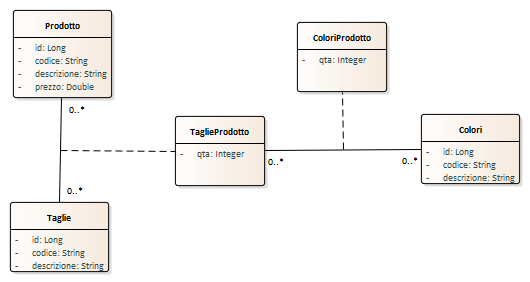 Prodotto
- id: Long
- codice: String
- descrizione: String
- prezzo: Double
0..*
ColoriProdotto
- qta: Integer
TaglieProdotto
- qta: Integer
0..*
0..*
Colori
- id: Long
- codice: String
- descrizione: String
0..*
Taglie
- id: Long
- codice: String
- descrizione: String